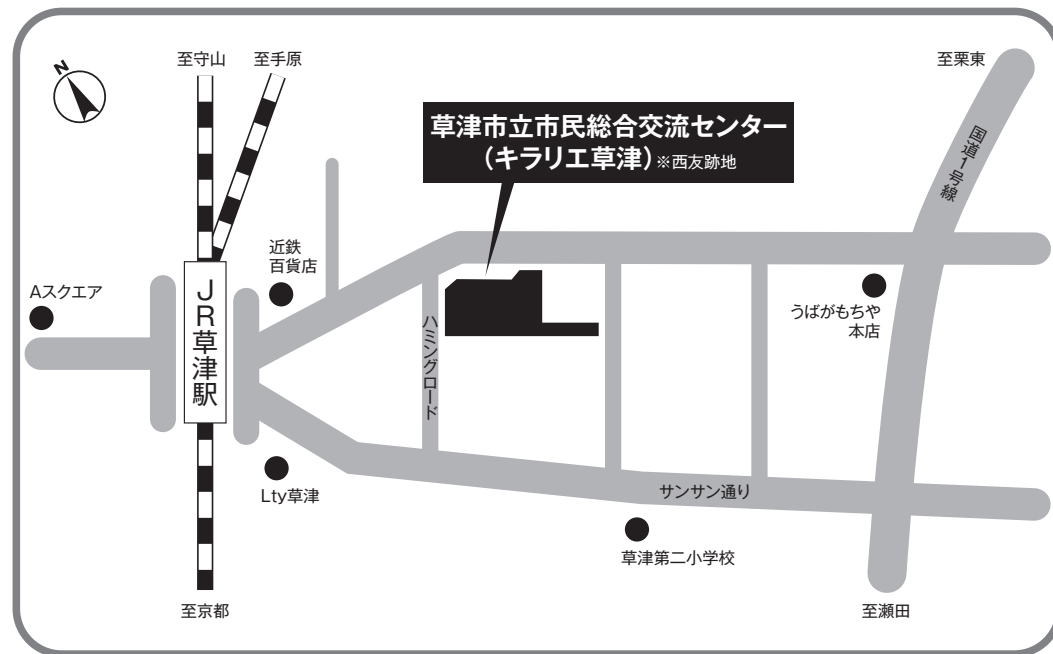 N
至守山
至手原
至栗東
草津市立市民総合交流センター
（キラリエ草津）※西友跡地
国道1号線
近鉄
百貨店
Aスクエア
JR草津駅
ハミングロード
うばがもちや
本店
Lty草津
サンサン通り
草津第二小学校
至京都
至瀬田